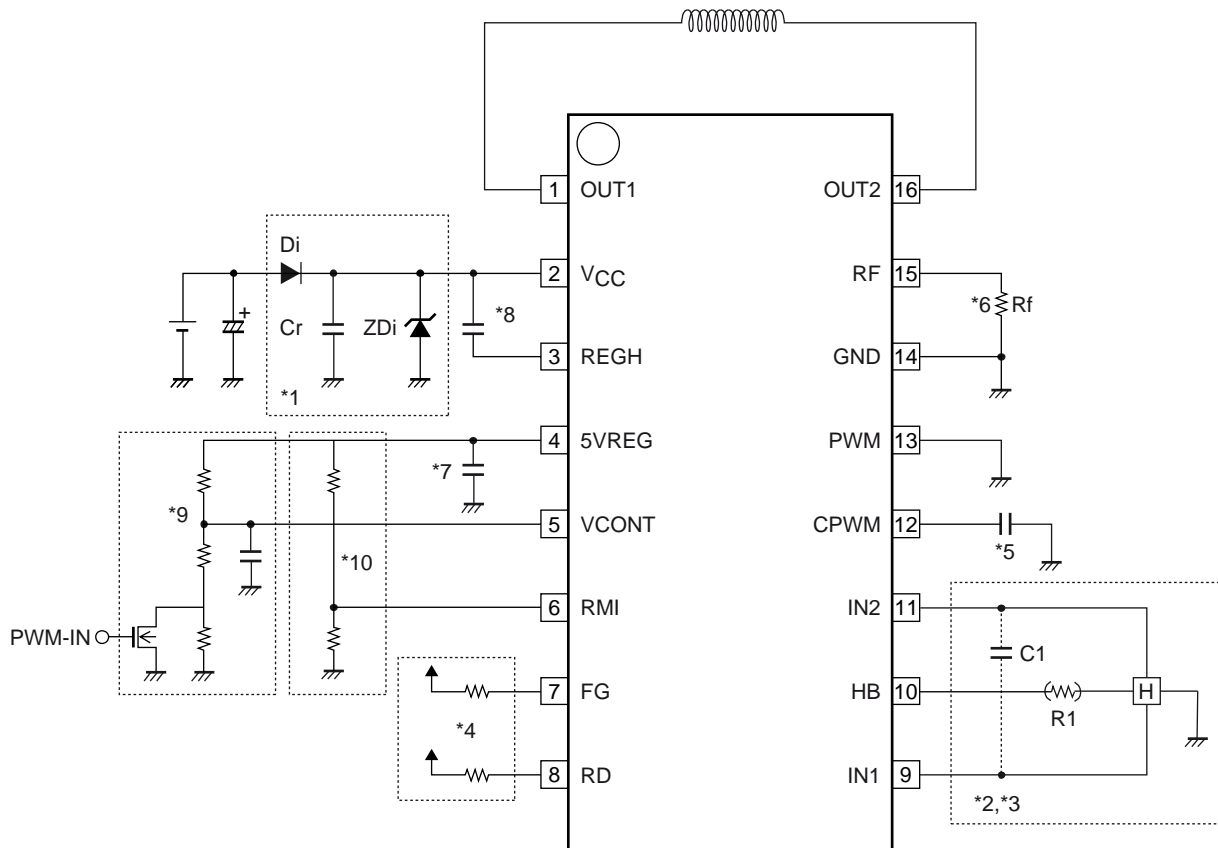 1 OUT1 OUT2 16
Di
2 VCC RF 15
+ Cr ZDi *8 *6 Rf
3 REGH GND 14
*1
4 5VREG PWM 13
*7
*9 5 VCONT CPWM 12
*5
*10
6 RMI IN2 11
PWM-IN
C1
7 FG HB 10 H
*4 R1
8 RD IN1 9
*2,*3